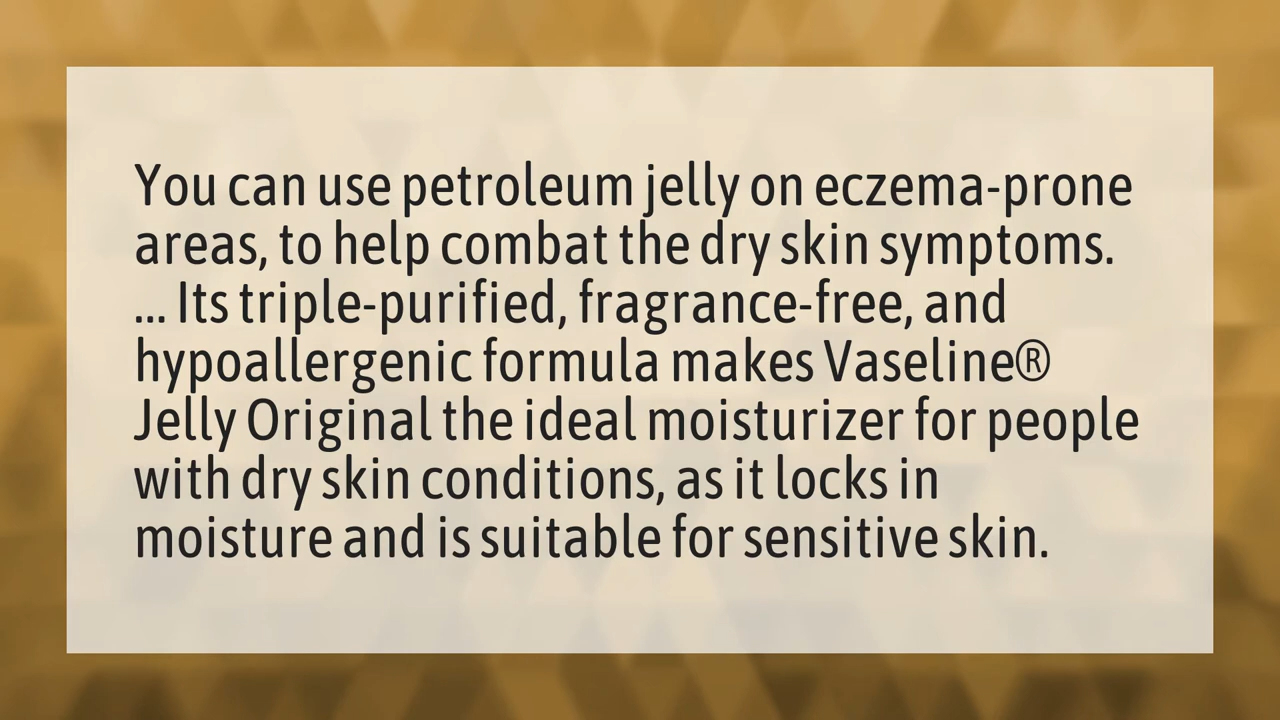 You can use petroleum jelly on eczema-prone
areas, to help combat the dry skin symptoms.
... Its triple-purified, fragrance-free, and
hypoallergenic formula makes Vaseline®
Jelly Original the ideal moisturizer for people
with dry skin conditions, as it locks in
moisture and is suitable for sensitive skin.